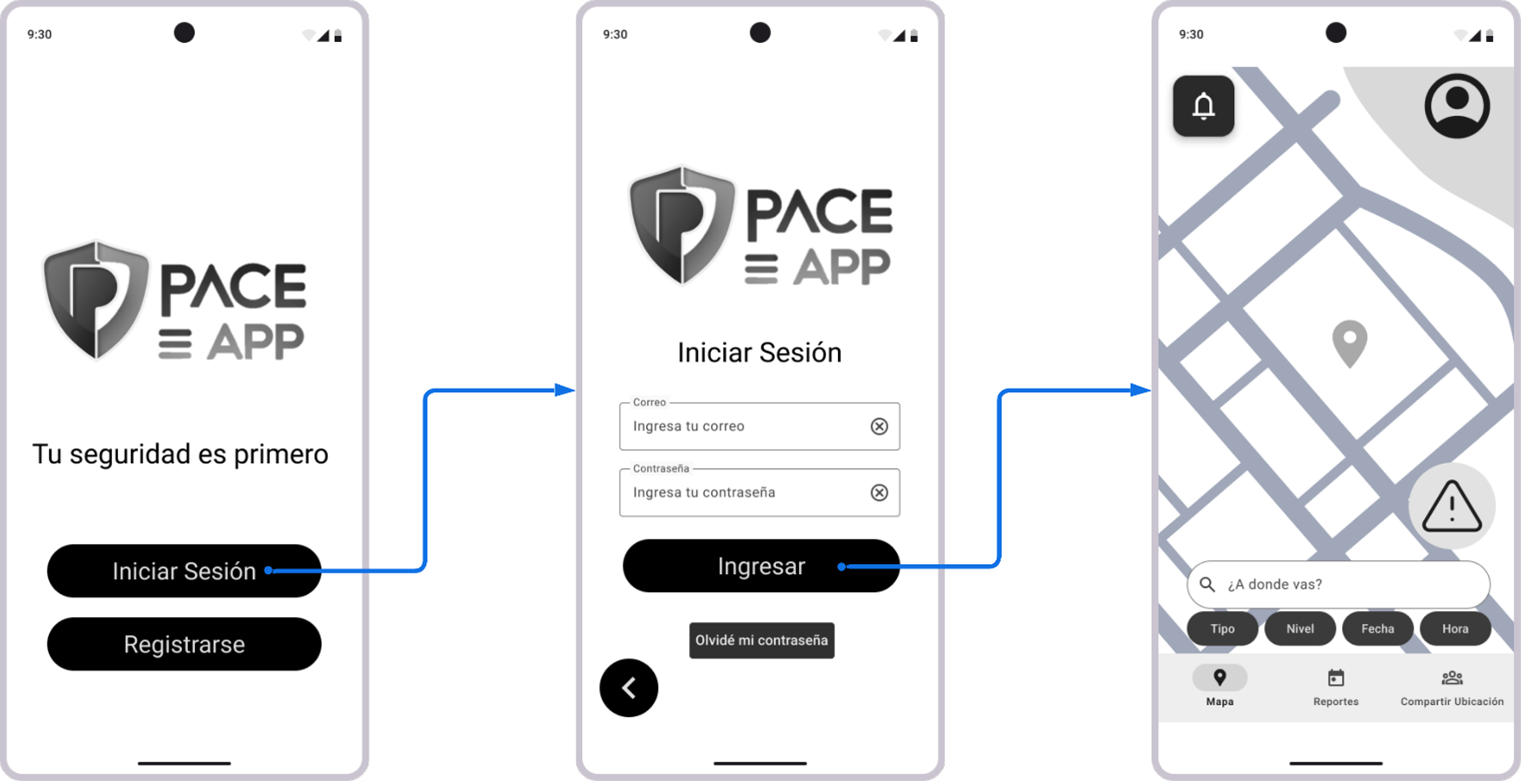 9:30
PACE
APP
Tu seguridad es primero
Iniciar Sesión
Registrarse
9:30
PACE
APP
Iniciar Sesión
Correo
Ingresa tu correo
Contraseña
Ingresa tu contraseña
Ingresar
Olvidé mi contraseña
9:30
¿A donde vas?
Tipo Nivel Fecha Hora
Mapa Reportes Compartir Ubicación